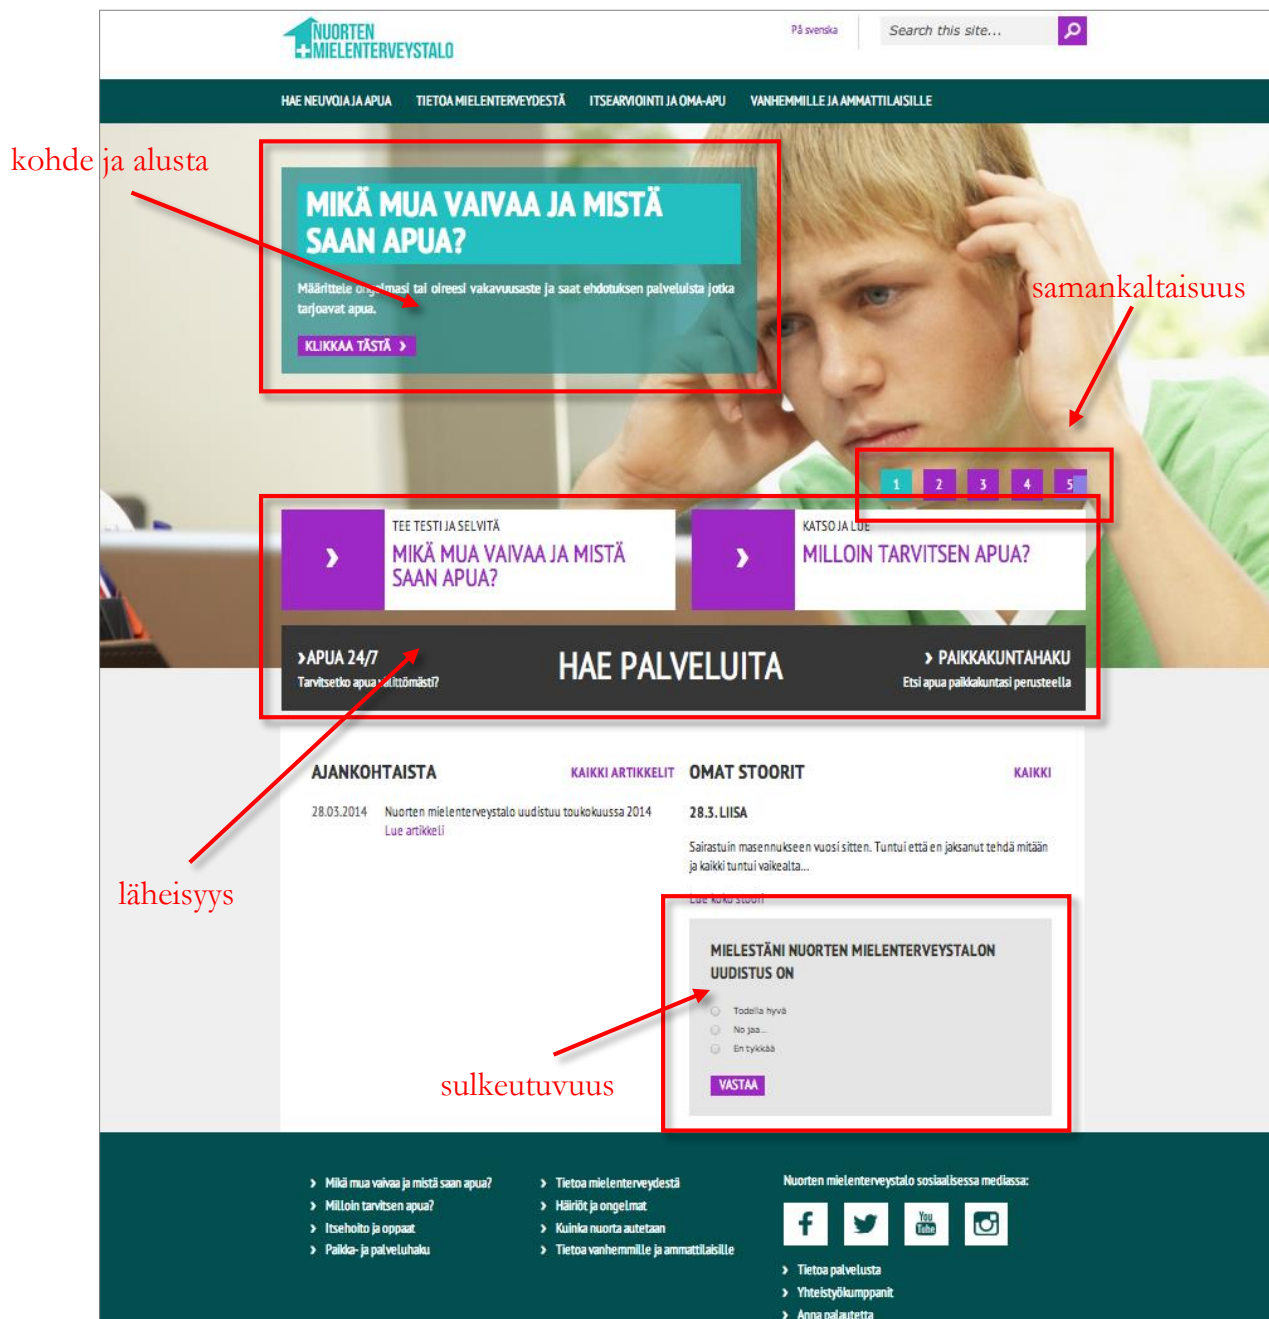 NUORTEN
MIELENTERVEYSTALO
På svenska
Search this site...
HAE NEUVOJA JA APUA
TIETOA MIELENTERVEYDESTÄ
ITSEARVIOINTI JA OMA-APU
VANHEMMILLE JA AMMATTILAISILLE
kohde ja alusta
MIKÄ MUA VAIVAA JA MISTÄ
SAAN APUA?
Määrittele ongelmasi tai oireesi vakavuusaste ja saat ehdotuksen palveluista jotka
tarjoavat apua.
KLIKKAA TÄSTÄ ›
samankaltaisuus
1 2 3 4 5
TEE TESTI JA SELVITÄ
MIKÄ MUA VAIVAA JA MISTÄ
SAAN APUA?
KATSO JA LUE
MILLOIN TARVITSEN APUA?
› APUA 24/7
Tarvitsetko apua välittömästi?
HAE PALVELUITA
› PAIKKAKUNTAHAKU
Etsi apua paikkakuntasi perusteella
läheisyys
AJANKOHTAISTA
KAIKKI ARTIKKELIT
28.03.2014
Nuorten mielenterveystalo uudistuu toukokuussa 2014
Lue artikkeli
OMAT STOORIT
KAIKKI
28.3. LIISA
Sairastuin masennukseen vuosi sitten. Tuntui että en jaksanut tehdä mitään
ja kaikki tuntui vaikealta...
Lue koko stoori
MIELESTÄNI NUORTEN MIELENTERVEYSTALON
UUDISTUS ON
Todella hyvä
No jaa...
En tykkää
VASTAA
sulkeutuvuus
› Mikä mua vaivaa ja mistä saan apua?
› Milloin tarvitsen apua?
› Itsehoito ja oppaat
› Paikka- ja palveluhaku
› Tietoa mielenterveydestä
› Häiriöt ja ongelmat
› Kuinka nuorta autetaan
› Tietoa vanhemmille ja ammattilaisille
Nuorten mielenterveystalo sosiaalisessa mediassa:
You
Tube
› Tietoa palvelusta
› Yhteistyökumppanit
› Anna palautetta